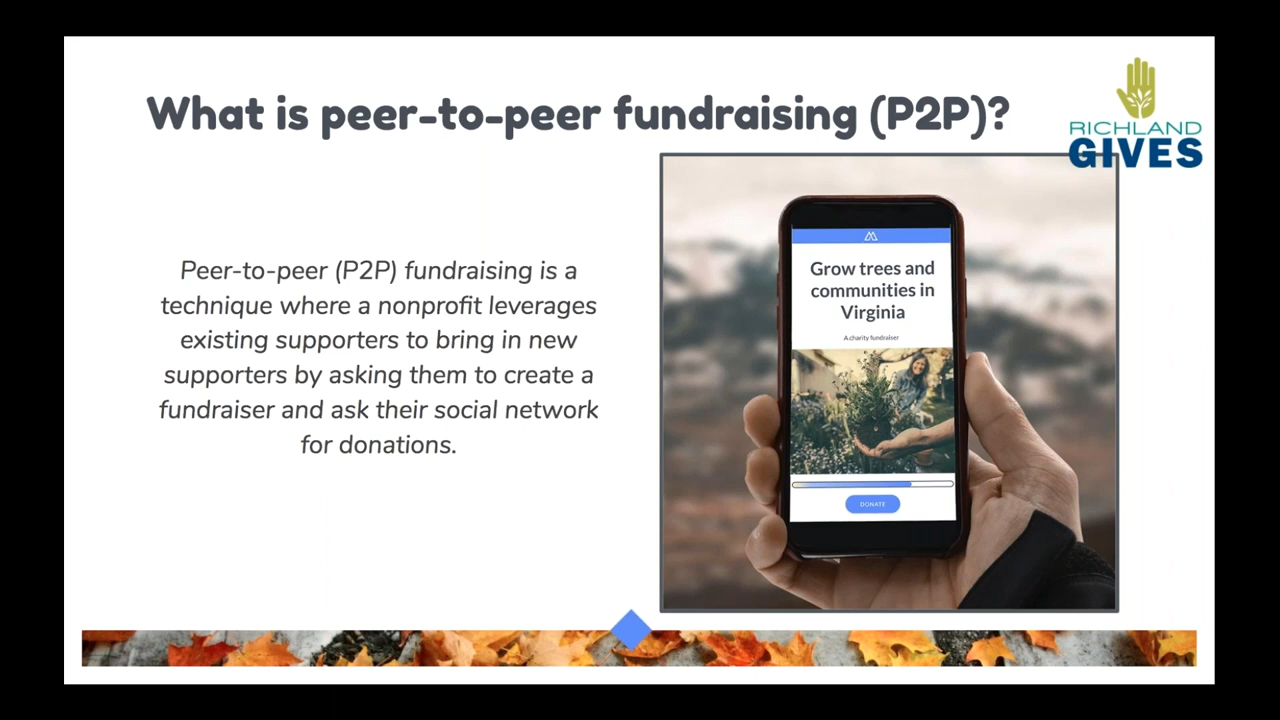 What is peer-to-peer fundraising (P2P)?
RICHLAND
GIVES
Peer-to-peer (P2P) fundraising is a
technique where a nonprofit leverages
existing supporters to bring in new
supporters by asking them to create a
fundraiser and ask their social network
for donations.
Grow trees and
communities in
Virginia
A charity fundraiser
DONATE